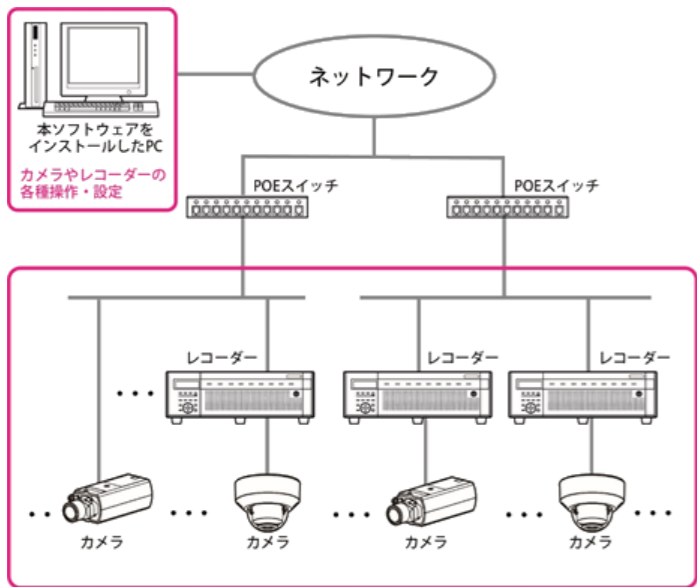 ネットワーク
本ソフトウェアを
インストールしたPC
カメラやレコーダーの
各種操作・設定
POEスイッチ
POEスイッチ
レコーダー
レコーダー
レコーダー
カメラ
カメラ
カメラ
カメラ